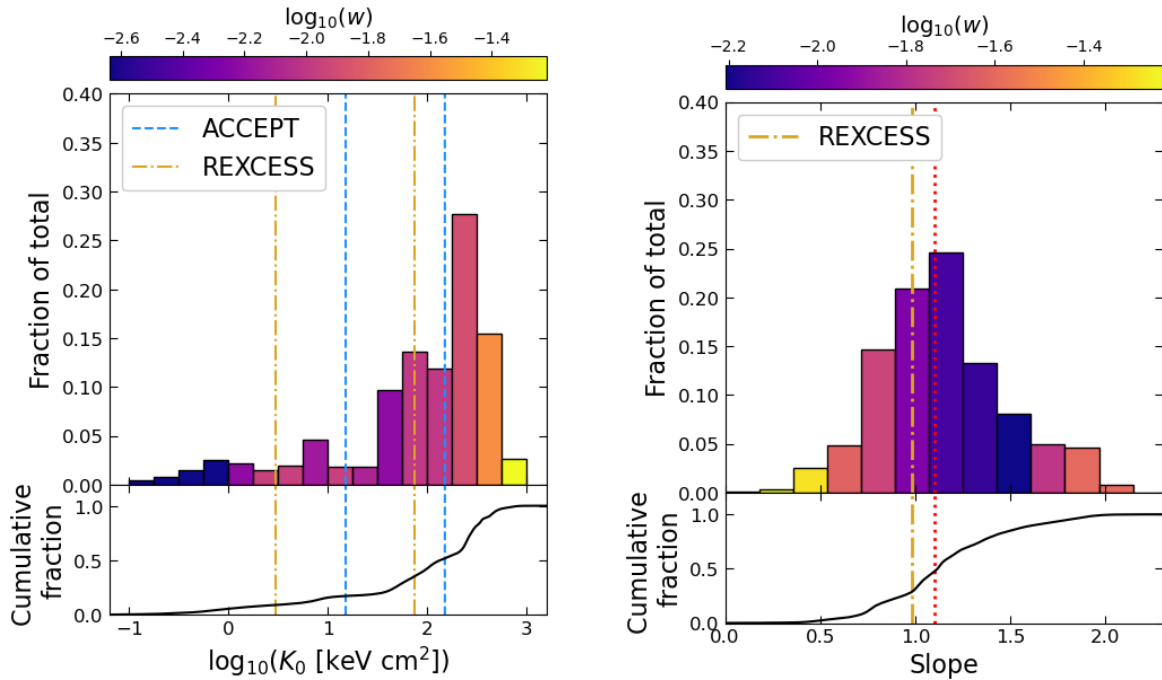 log₁₀(w)
−2.6 −2.4 −2.2 −2.0 −1.8 −1.6 −1.4
ACCEPT
REXCESS
Fraction of total
0.40
0.35
0.30
0.25
0.20
0.15
0.10
0.05
0.00
Cumulative
fraction
1.0
0.5
0.0
−1 0 1 2 3
log₁₀(K₀ [keV cm²])
log₁₀(w)
−2.2 −2.0 −1.8 −1.6 −1.4
REXCESS
Fraction of total
0.40
0.35
0.30
0.25
0.20
0.15
0.10
0.05
0.00
Cumulative
fraction
1.0
0.5
0.0
0.0 0.5 1.0 1.5 2.0
Slope